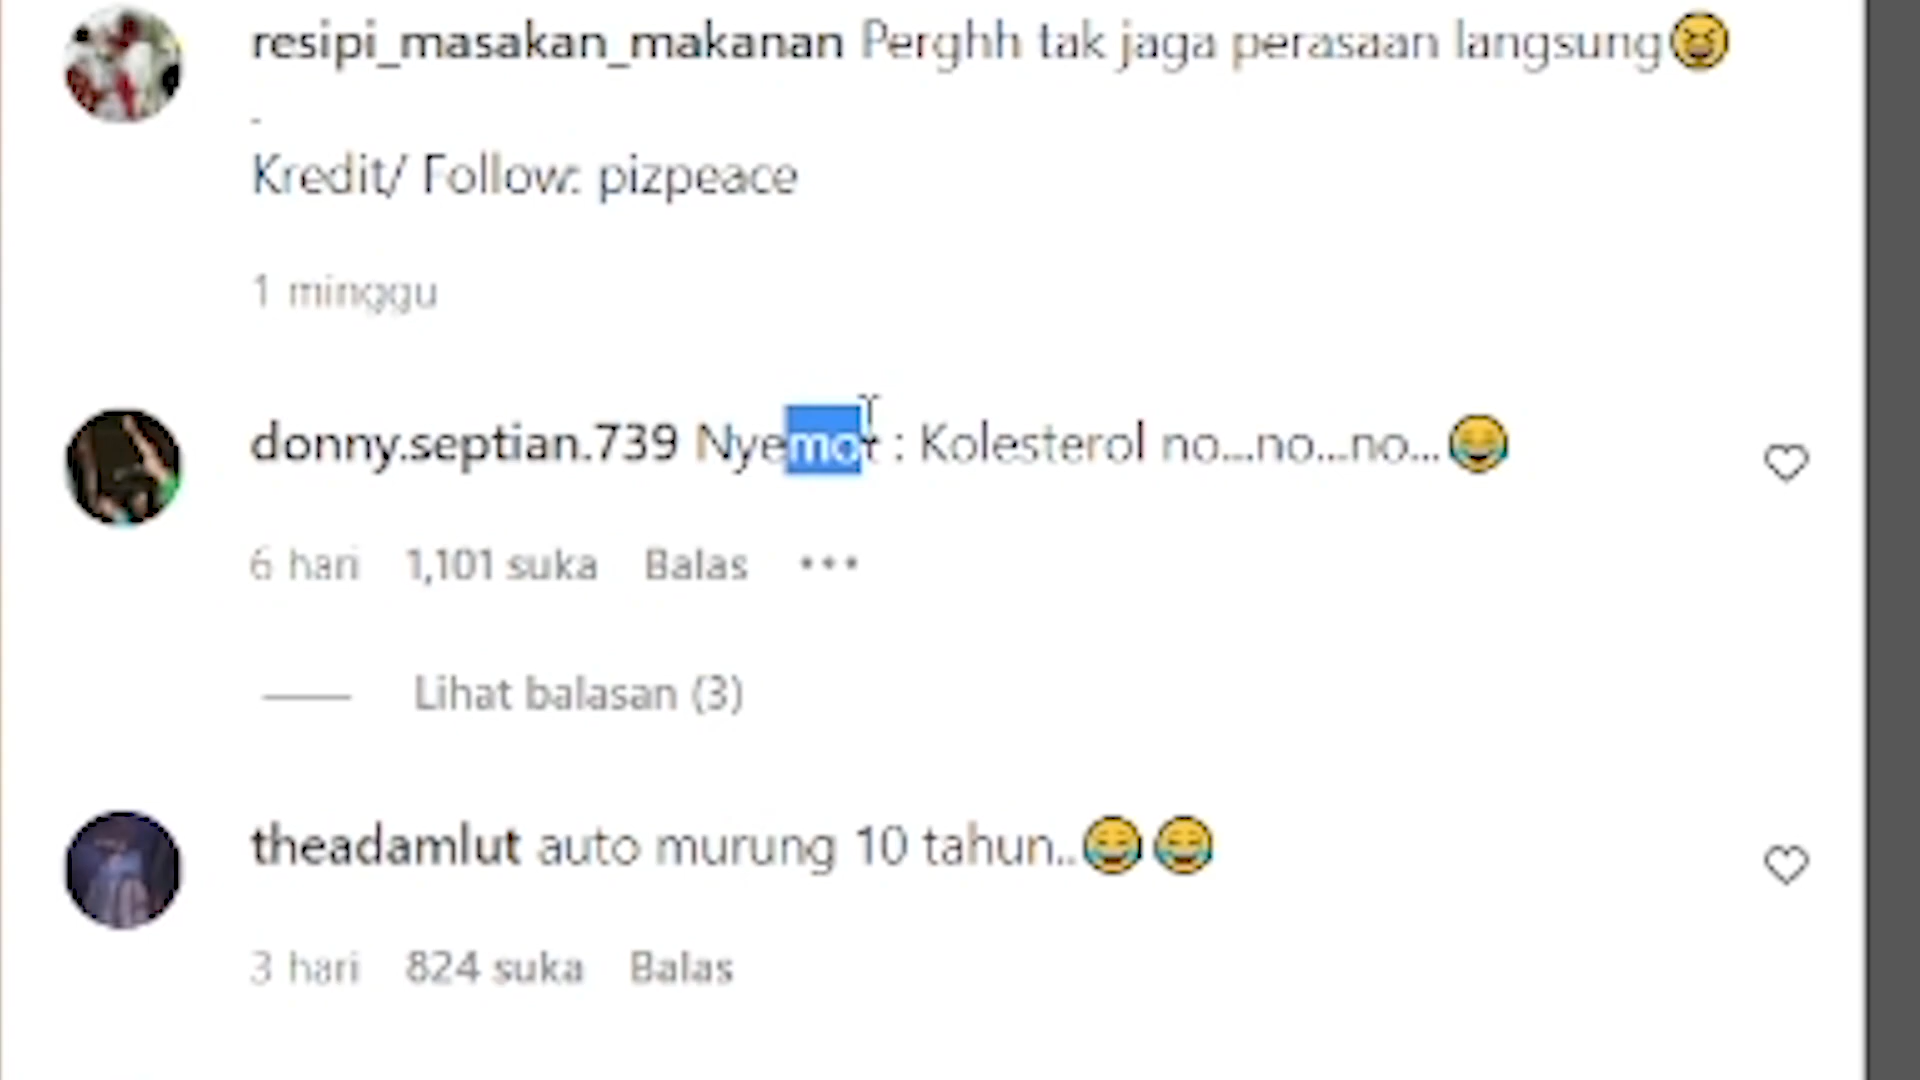 resipi_masakan_makanan Perghh tak jaga perasaan langsung😆
-
Kredit/ Follow: pizpeace
1 minggu
donny.septian.739 Nyemot : Kolesterol no...no...no...😂
6 hari 1,101 suka Balas •••
Lihat balasan (3)
theadamlut auto murung 10 tahun..😂😂
3 hari 824 suka Balas